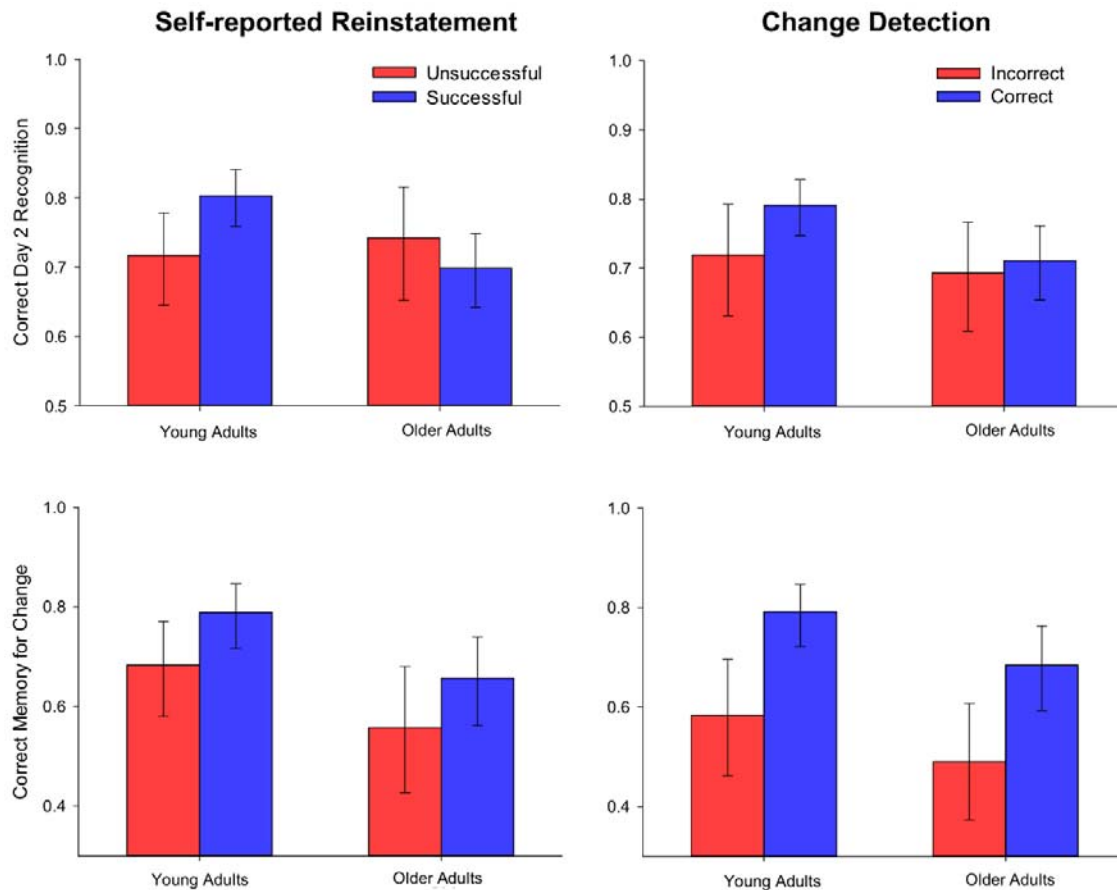 Self-reported Reinstatement
Change Detection
Correct Day 2 Recognition
1.0
0.9
0.8
0.7
0.6
0.5
Unsuccessful
Successful
Young Adults
Older Adults
1.0
0.9
0.8
0.7
0.6
0.5
Incorrect
Correct
Young Adults
Older Adults
Correct Memory for Change
1.0
0.8
0.6
0.4
Young Adults
Older Adults
1.0
0.8
0.6
0.4
Young Adults
Older Adults